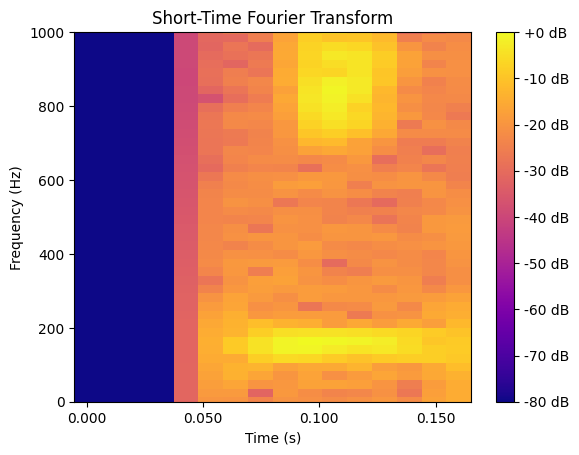 Short-Time Fourier Transform
1000
800
600
400
200
0
Frequency (Hz)
0.000
0.050
0.100
0.150
Time (s)
+0 dB
-10 dB
-20 dB
-30 dB
-40 dB
-50 dB
-60 dB
-70 dB
-80 dB